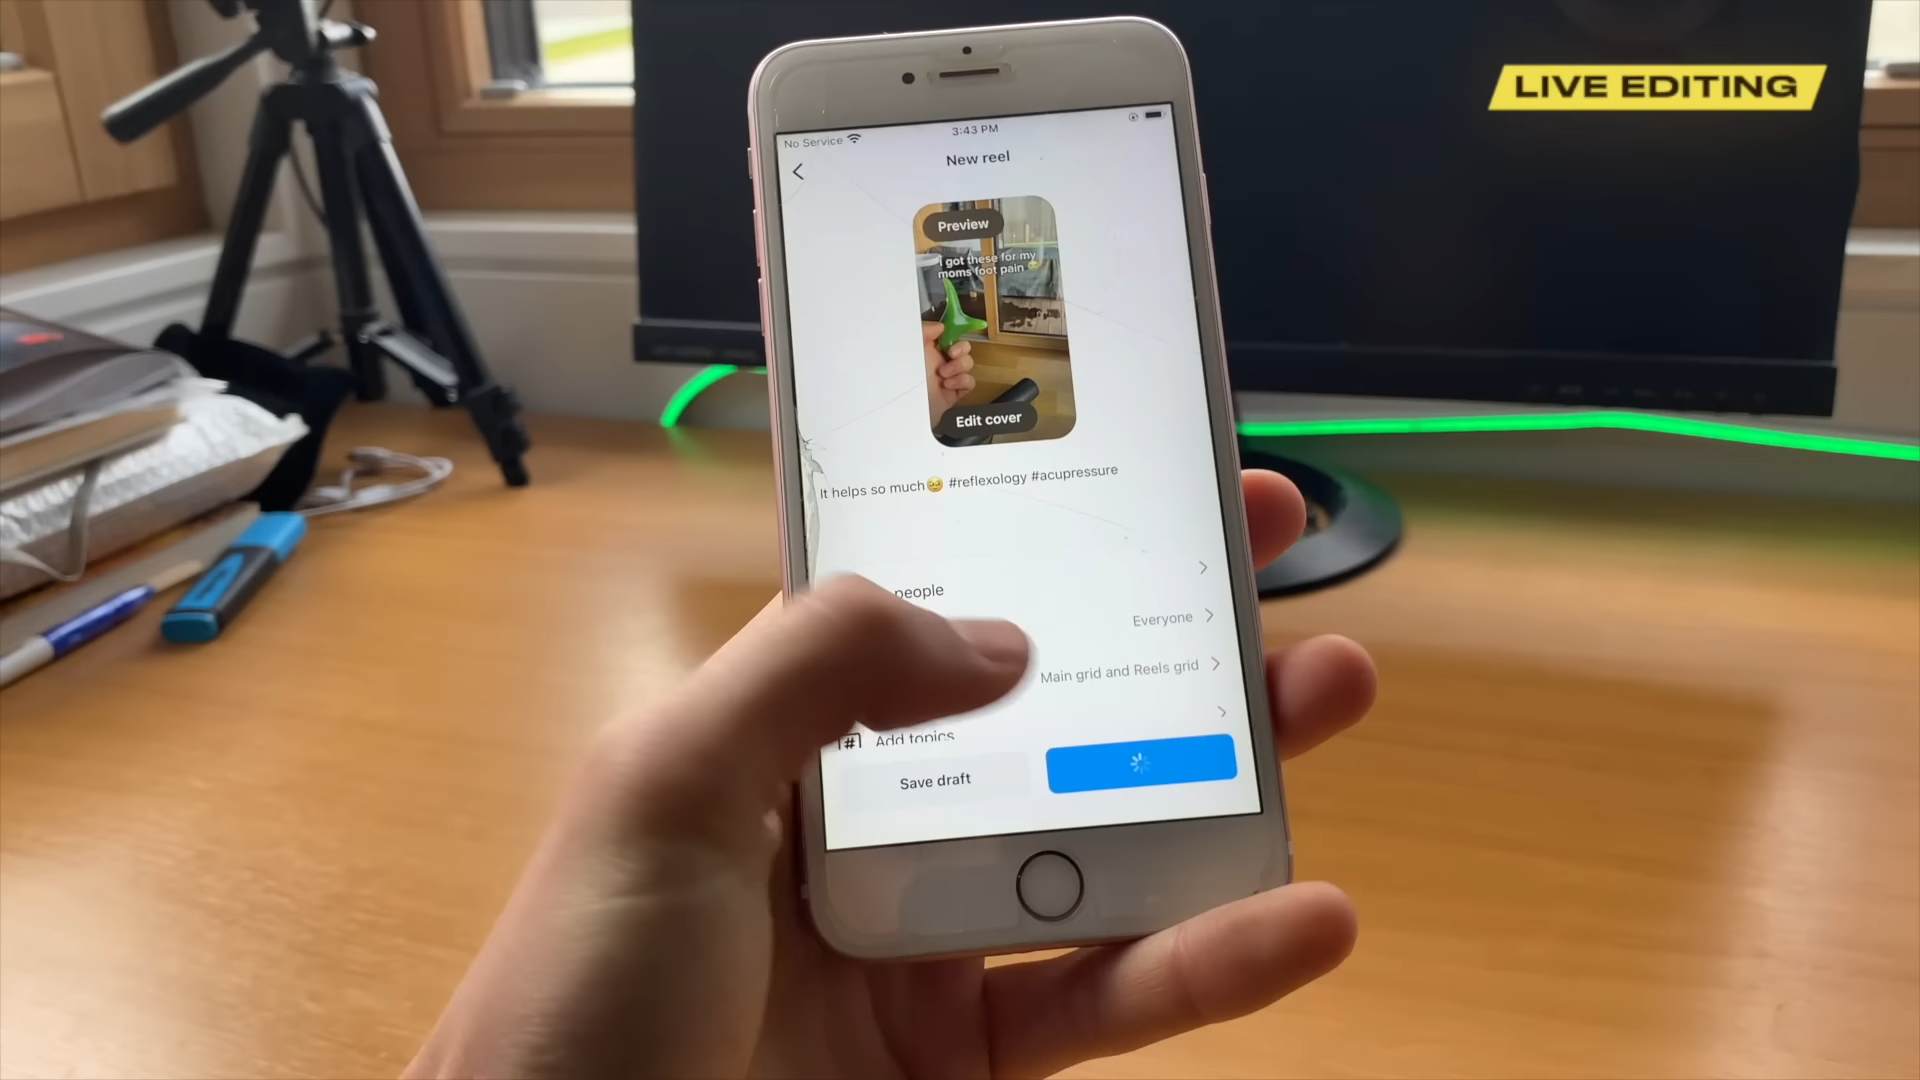 LIVE EDITING
No Service
3:43 PM
New reel
Preview
I got these for my
moms foot pain 🥹
Edit cover
It helps so much🥹 #reflexology #acupressure
people
Everyone
Main grid and Reels grid
# Add topics
Save draft